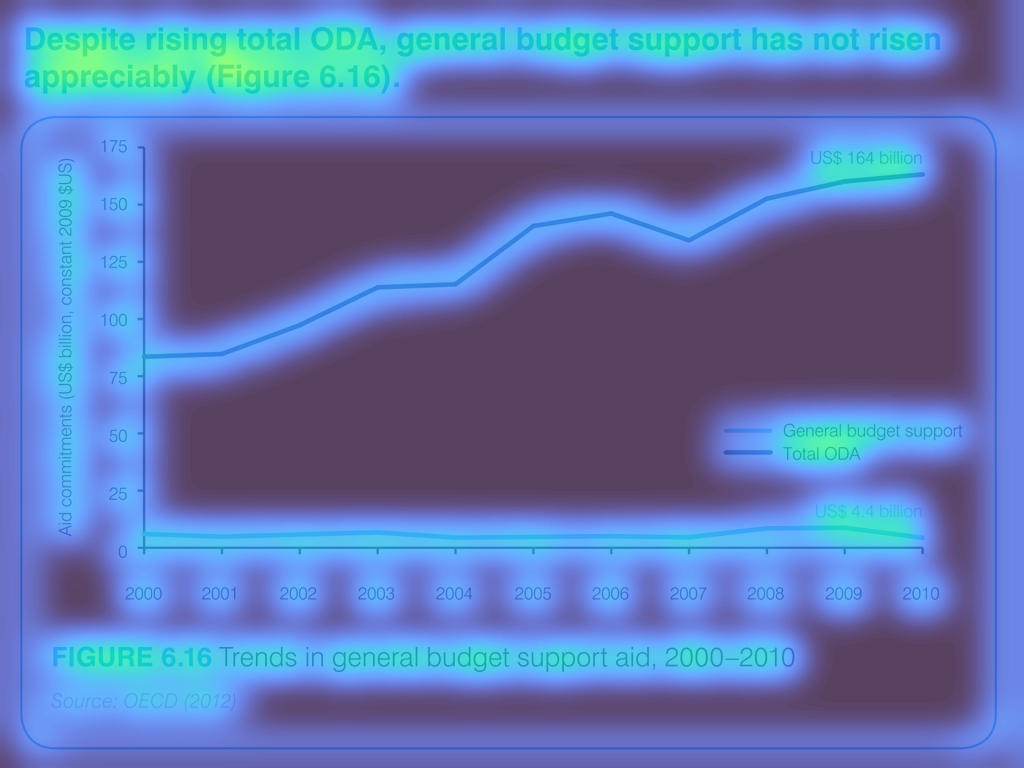 Despite rising total ODA, general budget support has not risen
appreciably (Figure 6.16).
175
150
125
100
75
50
25
0
Aid commitments (US$ billion, constant 2009 $US)
US$ 164 billion
General budget support
Total ODA
US$ 4.4 billion
2000 2001 2002 2003 2004 2005 2006 2007 2008 2009 2010
FIGURE 6.16 Trends in general budget support aid, 2000–2010
Source: OECD (2012)